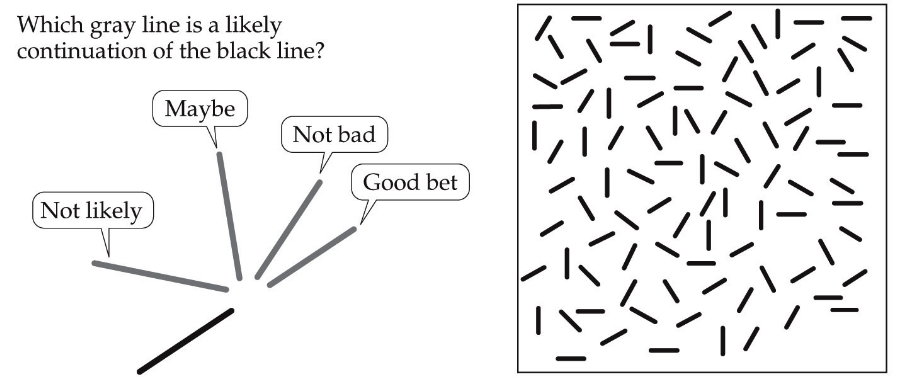 Which gray line is a likely
continuation of the black line?
Maybe
Not bad
Good bet
Not likely